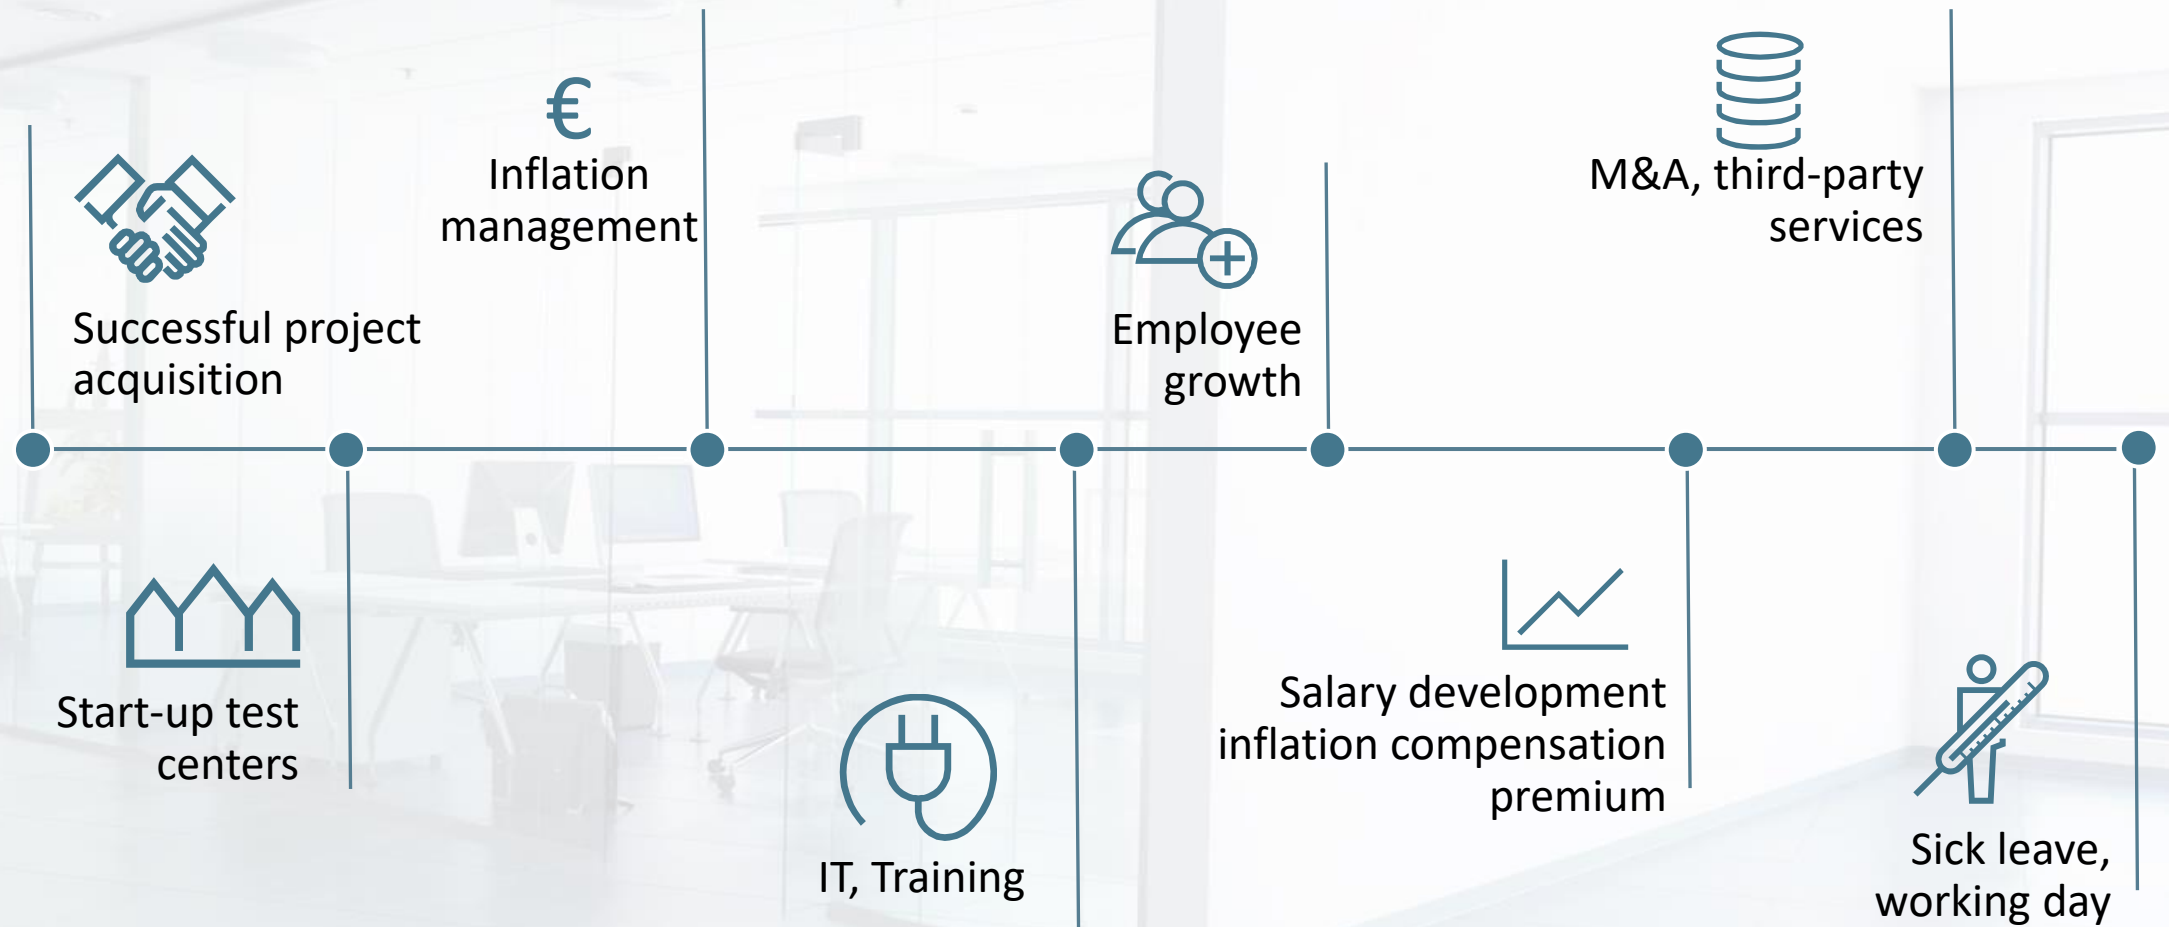 €
Inflation
management
M&A, third-party
services
Successful project
acquisition
Employee
growth
Start-up test
centers
Salary development
inflation compensation
premium
IT, Training
Sick leave,
working day